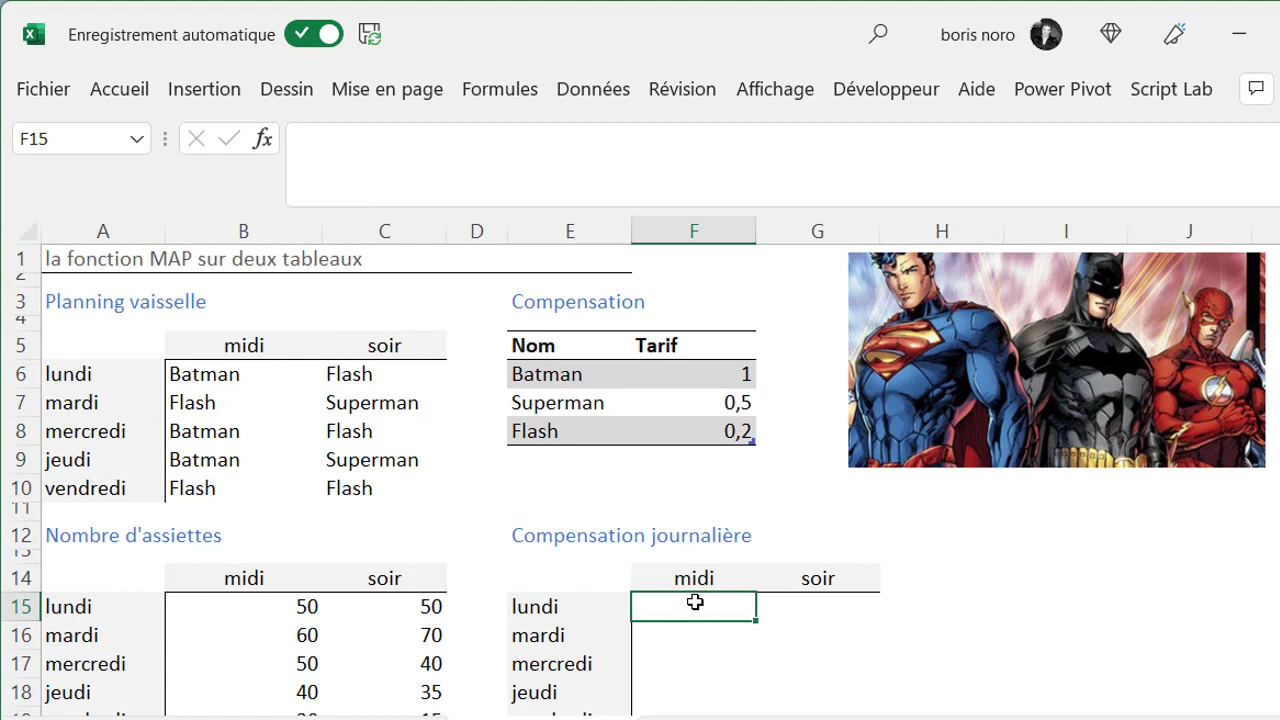 Enregistrement automatique
boris noro
Fichier Accueil Insertion Dessin Mise en page Formules Données Révision Affichage Développeur Aide Power Pivot Script Lab
F15 fx
A B C D E F G H I J
1 la fonction MAP sur deux tableaux
2
3 Planning vaisselle Compensation
4
5 midi soir Nom Tarif
6 lundi Batman Flash Batman 1
7 mardi Flash Superman Superman 0,5
8 mercredi Batman Flash Flash 0,2
9 jeudi Batman Superman
10 vendredi Flash Flash
11
12 Nombre d'assiettes Compensation journalière
13
14 midi soir midi soir
15 lundi 50 50 lundi
16 mardi 60 70 mardi
17 mercredi 50 40 mercredi
18 jeudi 40 35 jeudi